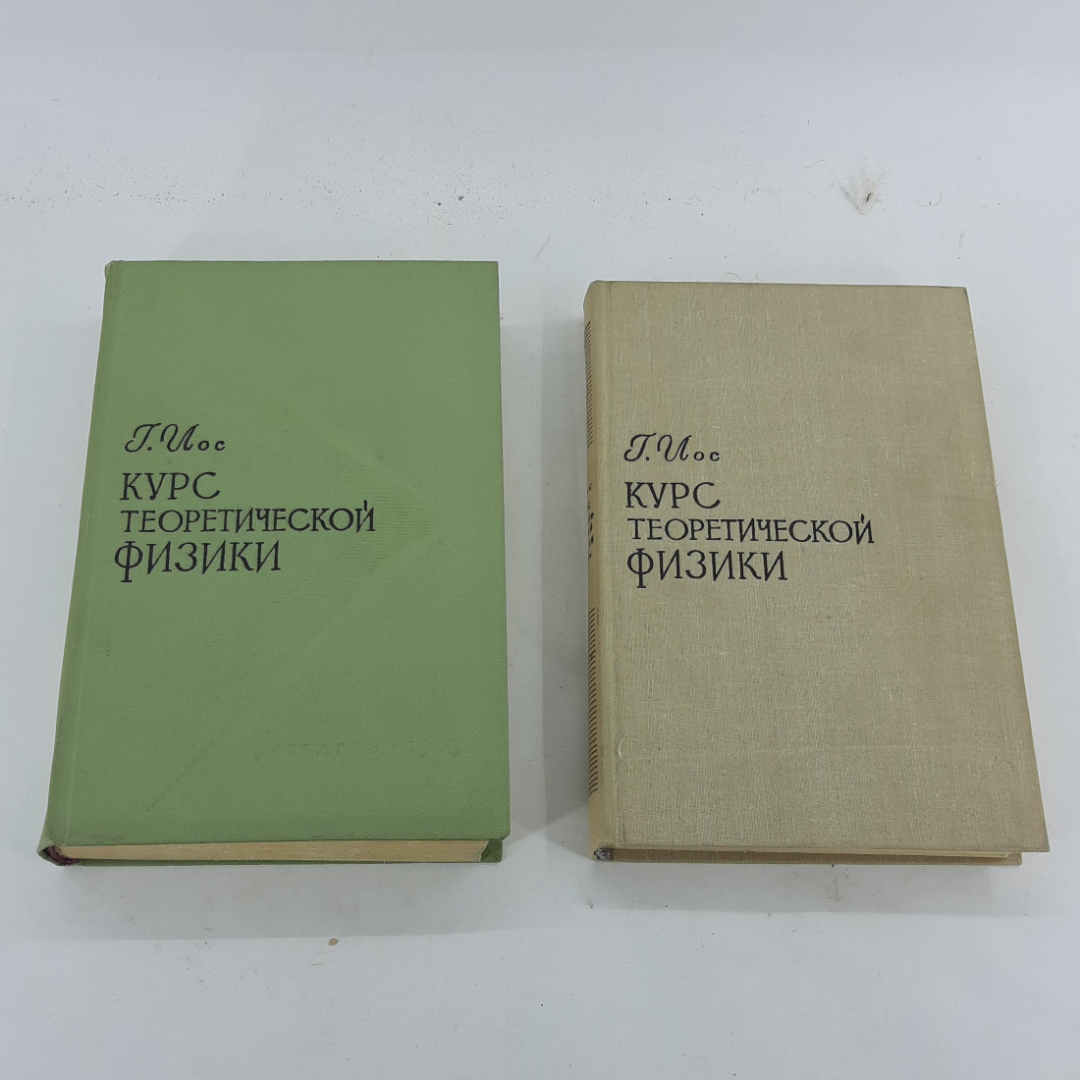 Г. Иос
КУРС
ТЕОРЕТИЧЕСКОЙ
ФИЗИКИ
Г. Иос
КУРС
ТЕОРЕТИЧЕСКОЙ
ФИЗИКИ